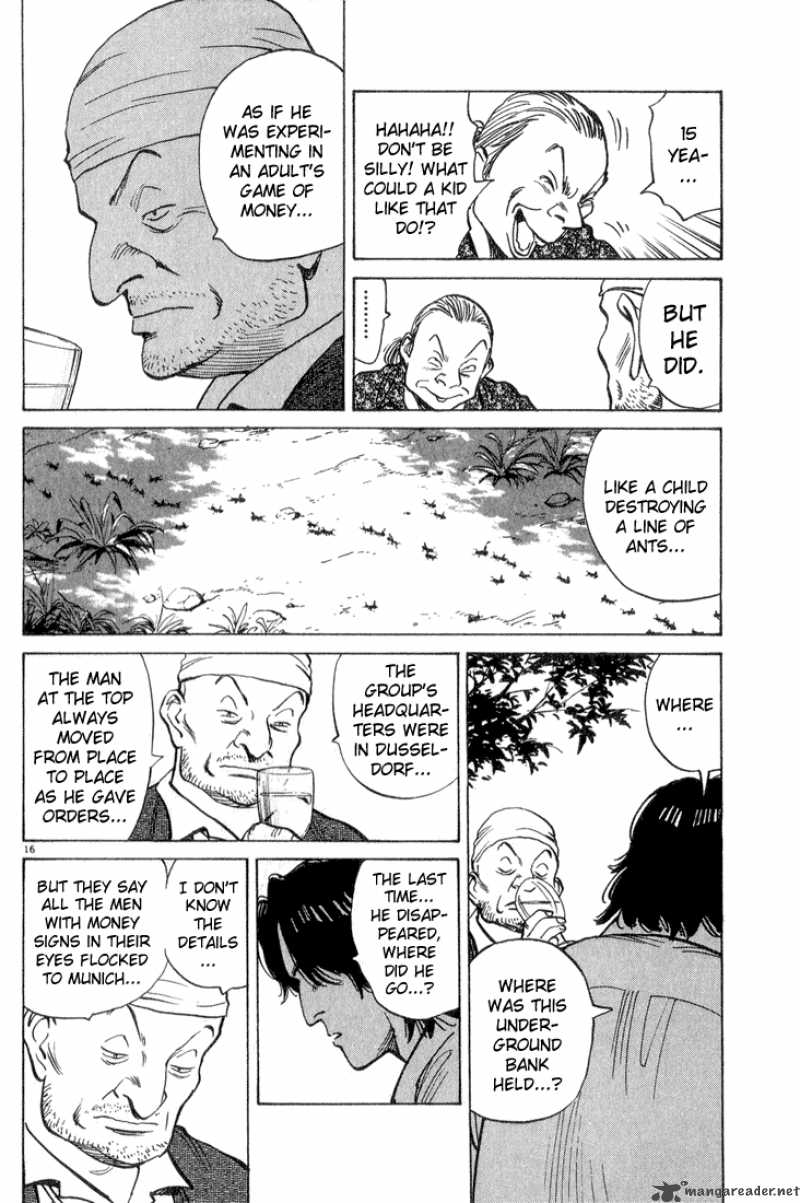 15
YEA-
...
HAHAHA!!
DON'T BE
SILLY! WHAT
COULD A KID
LIKE THAT
DO!?
BUT
HE
DID.
.........
AS IF HE
WAS EXPERI-
MENTING IN
AN ADULT'S
GAME OF
MONEY...
LIKE A CHILD
DESTROYING
A LINE OF
ANTS...
WHERE
...
WHERE
WAS THIS
UNDER-
GROUND
BANK
HELD...?
THE
GROUP'S
HEADQUAR-
TERS WERE
IN DUSSEL-
DORF...
THE MAN
AT THE TOP
ALWAYS
MOVED
FROM PLACE
TO PLACE
AS HE GAVE
ORDERS...
16
THE LAST
TIME...
HE DISAP-
PEARED,
WHERE
DID HE
GO...?
I DON'T
KNOW
THE
DETAILS
...
BUT THEY SAY
ALL THE MEN
WITH MONEY
SIGNS IN THEIR
EYES FLOCKED
TO MUNICH...
mangareader.net